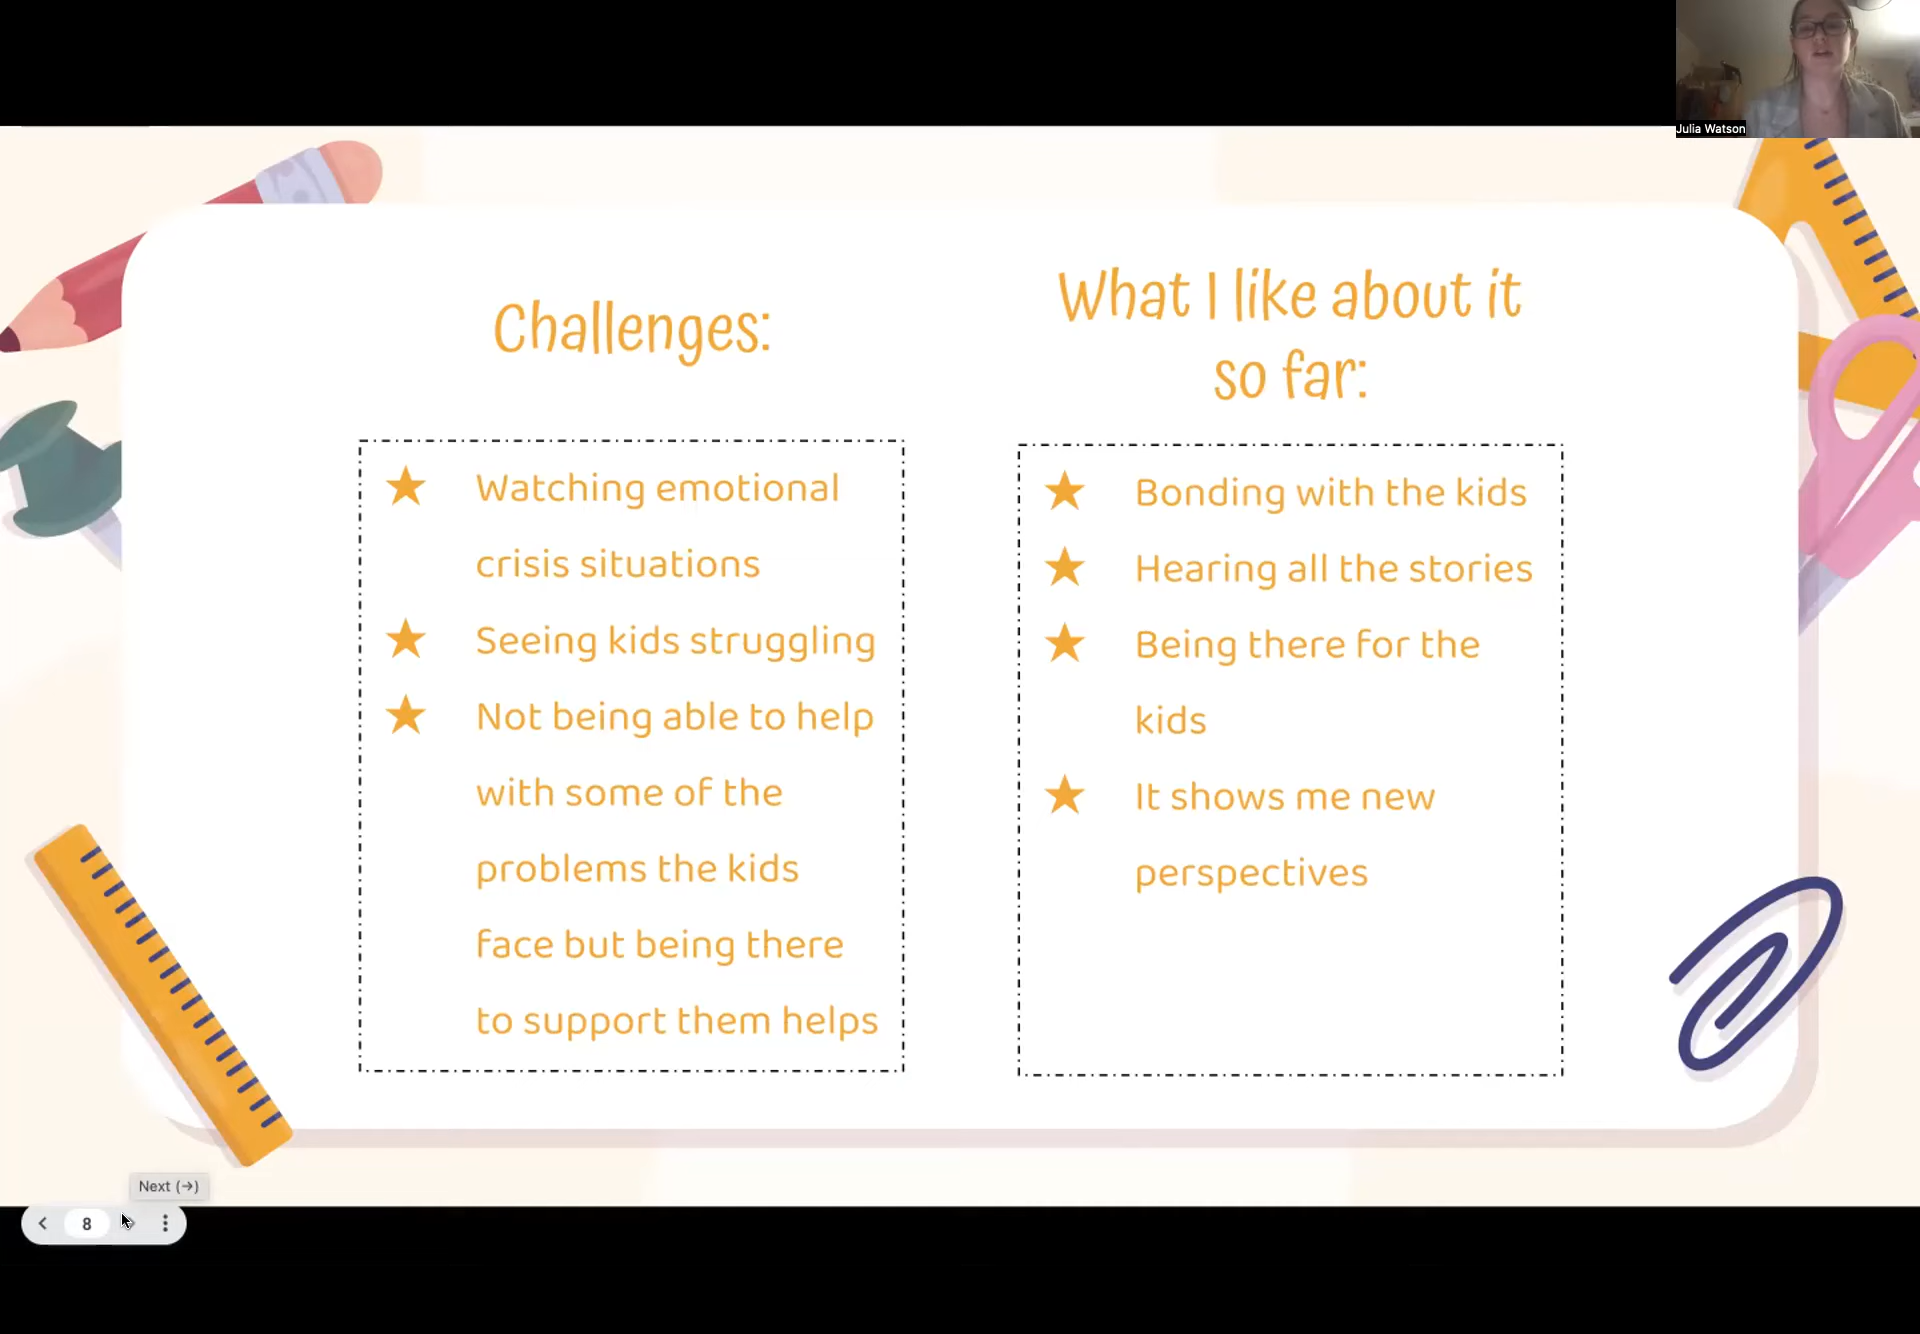 Julia Watson
Challenges:
Watching emotional
crisis situations
Seeing kids struggling
Not being able to help
with some of the
problems the kids
face but being there
to support them helps
What I like about it
so far:
Bonding with the kids
Hearing all the stories
Being there for the
kids
It shows me new
perspectives
Next (→)
8